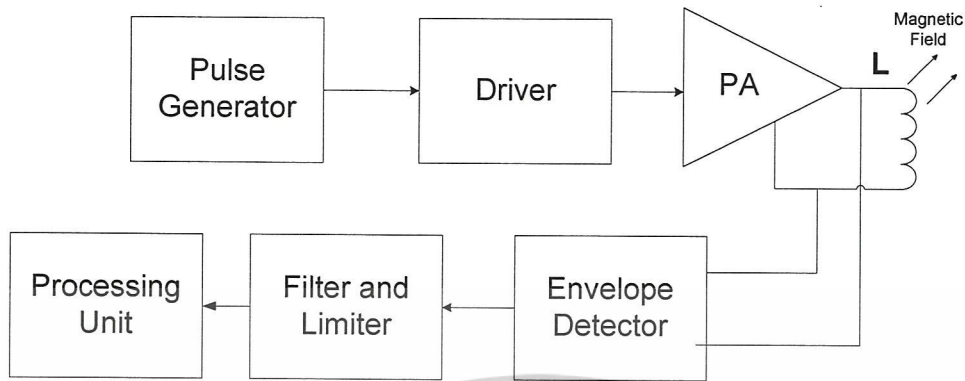 Pulse
Generator
Driver
PA
L
Magnetic
Field
Processing
Unit
Filter and
Limiter
Envelope
Detector